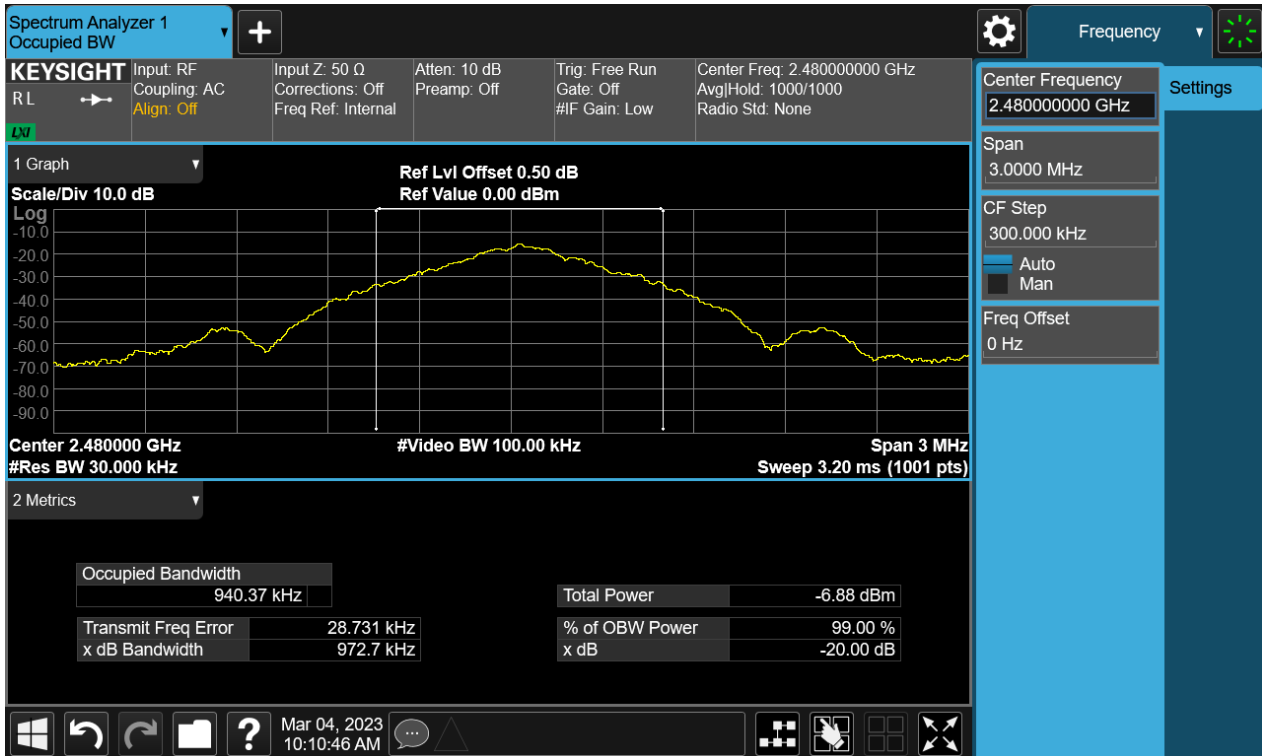 Spectrum Analyzer 1
Occupied BW
Frequency
KEYSIGHT
R L
LXI
Input: RF
Coupling: AC
Align: Off
Input Z: 50 Ω
Corrections: Off
Freq Ref: Internal
Atten: 10 dB
Preamp: Off
Trig: Free Run
Gate: Off
#IF Gain: Low
Center Freq: 2.480000000 GHz
Avg|Hold: 1000/1000
Radio Std: None
Center Frequency
2.480000000 GHz
Settings
Span
3.0000 MHz
CF Step
300.000 kHz
Auto
Man
Freq Offset
0 Hz
1 Graph
Scale/Div 10.0 dB
Ref Lvl Offset 0.50 dB
Ref Value 0.00 dBm
Log
-10.0
-20.0
-30.0
-40.0
-50.0
-60.0
-70.0
-80.0
-90.0
Center 2.480000 GHz
#Video BW 100.00 kHz
Span 3 MHz
#Res BW 30.000 kHz
Sweep 3.20 ms (1001 pts)
2 Metrics
Occupied Bandwidth
940.37 kHz
Total Power -6.88 dBm
Transmit Freq Error 28.731 kHz
% of OBW Power 99.00 %
x dB Bandwidth 972.7 kHz
x dB -20.00 dB
?
Mar 04, 2023
10:10:46 AM